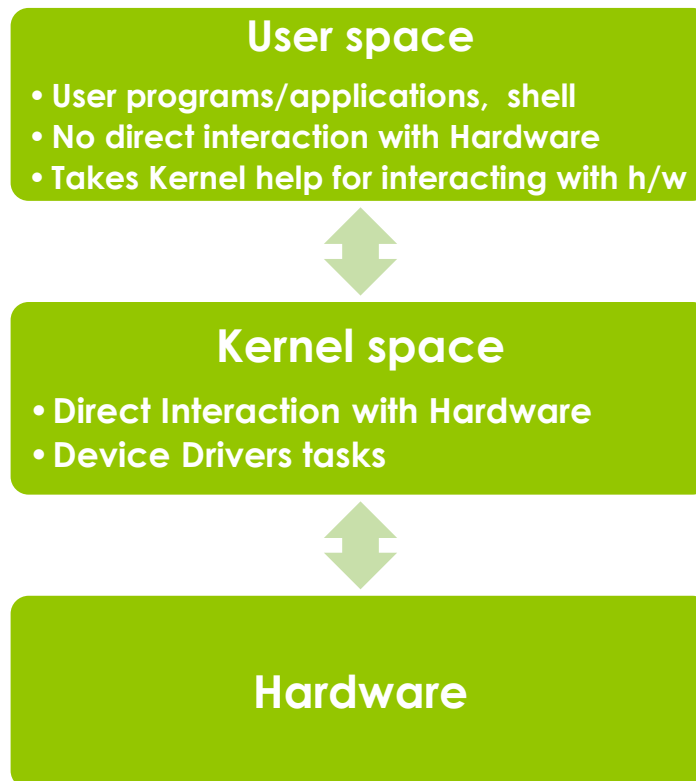 User space
• User programs/applications, shell
• No direct interaction with Hardware
• Takes Kernel help for interacting with h/w
Kernel space
• Direct Interaction with Hardware
• Device Drivers tasks
Hardware